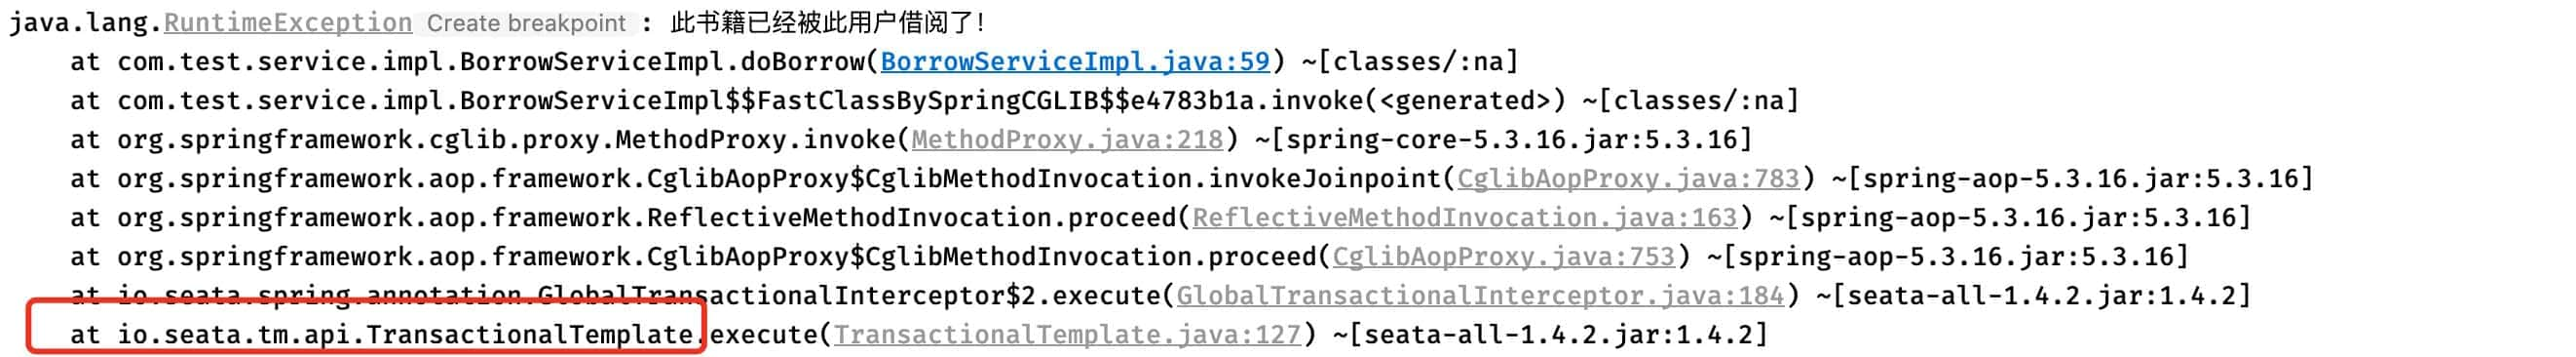 java.lang.RuntimeException Create breakpoint : 此书籍已经被此用户借阅了!
at com.test.service.impl.BorrowServiceImpl.doBorrow(BorrowServiceImpl.java:59) ~[classes/:na]
at com.test.service.impl.BorrowServiceImpl$$FastClassBySpringCGLIB$$e4783b1a.invoke(<generated>) ~[classes/:na]
at org.springframework.cglib.proxy.MethodProxy.invoke(MethodProxy.java:218) ~[spring-core-5.3.16.jar:5.3.16]
at org.springframework.aop.framework.CglibAopProxy$CglibMethodInvocation.invokeJoinpoint(CglibAopProxy.java:783) ~[spring-aop-5.3.16.jar:5.3.16]
at org.springframework.aop.framework.ReflectiveMethodInvocation.proceed(ReflectiveMethodInvocation.java:163) ~[spring-aop-5.3.16.jar:5.3.16]
at org.springframework.aop.framework.CglibAopProxy$CglibMethodInvocation.proceed(CglibAopProxy.java:753) ~[spring-aop-5.3.16.jar:5.3.16]
at io.seata.spring.annotation.GlobalTransactionalInterceptor$2.execute(GlobalTransactionalInterceptor.java:184) ~[seata-all-1.4.2.jar:1.4.2]
at io.seata.tm.api.TransactionalTemplate.execute(TransactionalTemplate.java:127) ~[seata-all-1.4.2.jar:1.4.2]